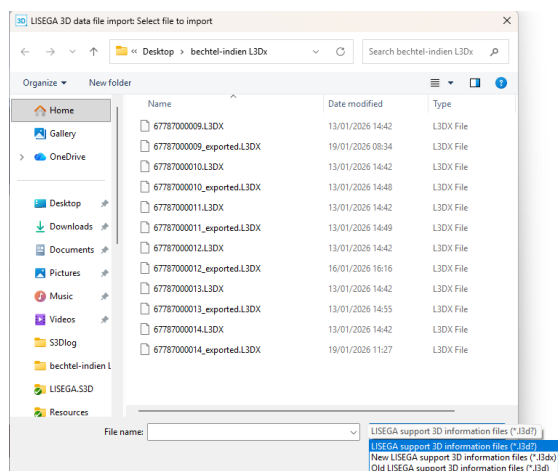 3D LISEGA 3D data file import: Select file to import
« Desktop › bechtel-indien L3Dx
Search bechtel-indien L3Dx
Organize
New folder
Name Date modified Type
Home
Gallery
OneDrive
Desktop
Downloads
Documents
Pictures
Music
Videos
S3Dlog
bechtel-indien L
LISEGA.S3D
Resources
67787000009.L3DX 13/01/2026 14:42 L3DX File
67787000009_exported.L3DX 19/01/2026 08:34 L3DX File
67787000010.L3DX 13/01/2026 14:42 L3DX File
67787000010_exported.L3DX 13/01/2026 14:48 L3DX File
67787000011.L3DX 13/01/2026 14:42 L3DX File
67787000011_exported.L3DX 13/01/2026 14:49 L3DX File
67787000012.L3DX 13/01/2026 14:42 L3DX File
67787000012_exported.L3DX 16/01/2026 16:16 L3DX File
67787000013.L3DX 13/01/2026 14:42 L3DX File
67787000013_exported.L3DX 13/01/2026 14:55 L3DX File
67787000014.L3DX 13/01/2026 14:42 L3DX File
67787000014_exported.L3DX 19/01/2026 11:27 L3DX File
File name:
LISEGA support 3D information files (*.l3d?)
LISEGA support 3D information files (*.l3d?)
New LISEGA support 3D information files (*.l3dx)
Old LISEGA support 3D information files (*.l3d)